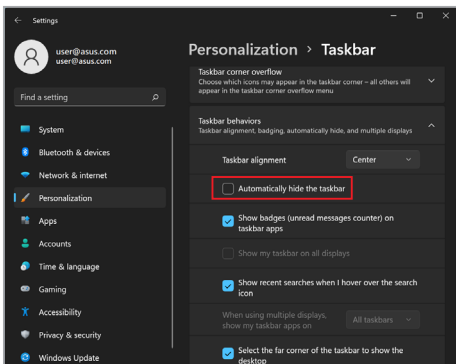 Settings
user@asus.com
user@asus.com
Find a setting
System
Bluetooth & devices
Network & internet
Personalization
Apps
Accounts
Time & language
Gaming
Accessibility
Privacy & security
Windows Update
Personalization > Taskbar
Taskbar corner overflow
Choose which icons may appear in the taskbar corner – all others will
appear in the taskbar corner overflow menu
Taskbar behaviors
Taskbar alignment, badging, automatically hide, and multiple displays
Taskbar alignment
Center
Automatically hide the taskbar
Show badges (unread messages counter) on
taskbar apps
Show my taskbar on all displays
Show recent searches when I hover over the search
icon
When using multiple displays,
show my taskbar apps on
All taskbars
Select the far corner of the taskbar to show the
desktop